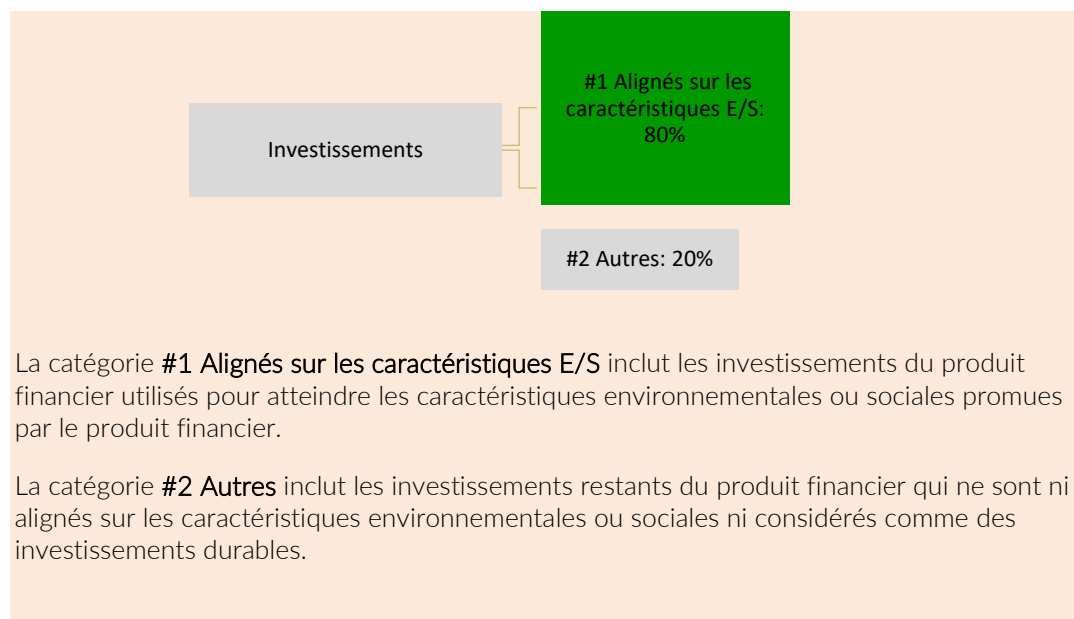 #1 Alignés sur les
caractéristiques E/S:
80%
Investissements
#2 Autres: 20%
La catégorie #1 Alignés sur les caractéristiques E/S inclut les investissements du produit
financier utilisés pour atteindre les caractéristiques environnementales ou sociales promues
par le produit financier.
La catégorie #2 Autres inclut les investissements restants du produit financier qui ne sont ni
alignés sur les caractéristiques environnementales ou sociales ni considérés comme des
investissements durables.